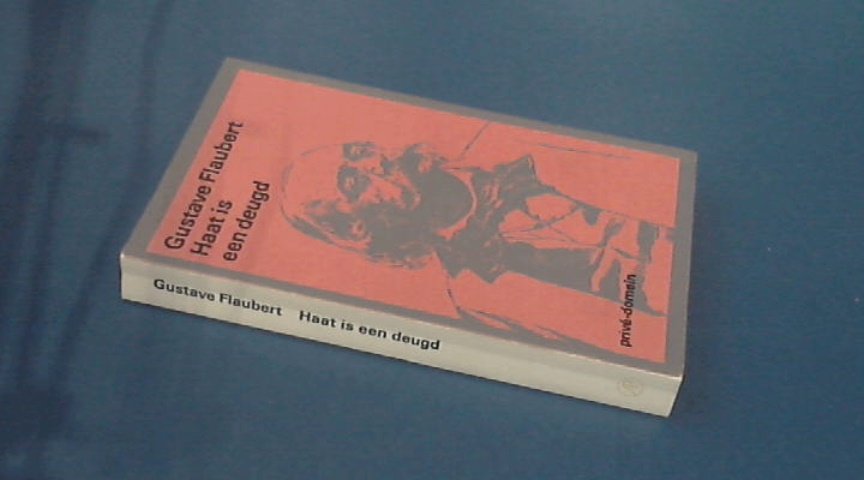 Gustave Flaubert
Haat is
een deugd
privé-domein
Gustave Flaubert Haat is een deugd